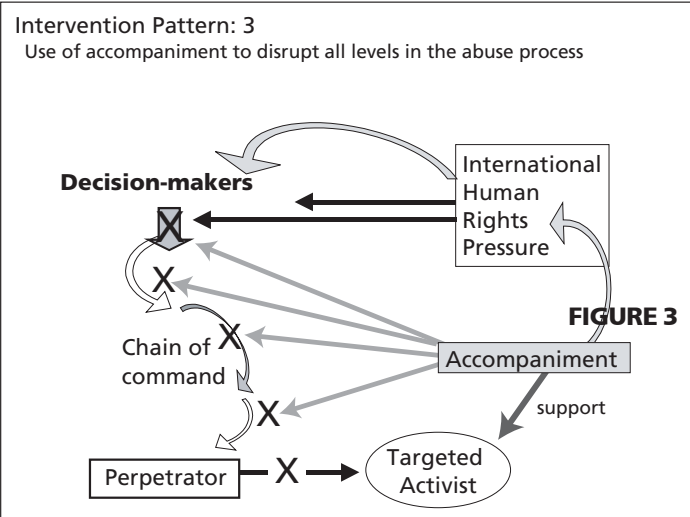 Intervention Pattern: 3
Use of accompaniment to disrupt all levels in the abuse process
International
Human
Rights
Pressure
Decision-makers
X
X
FIGURE 3
X
Chain of
command
Accompaniment
X
support
Perpetrator
X
Targeted
Activist